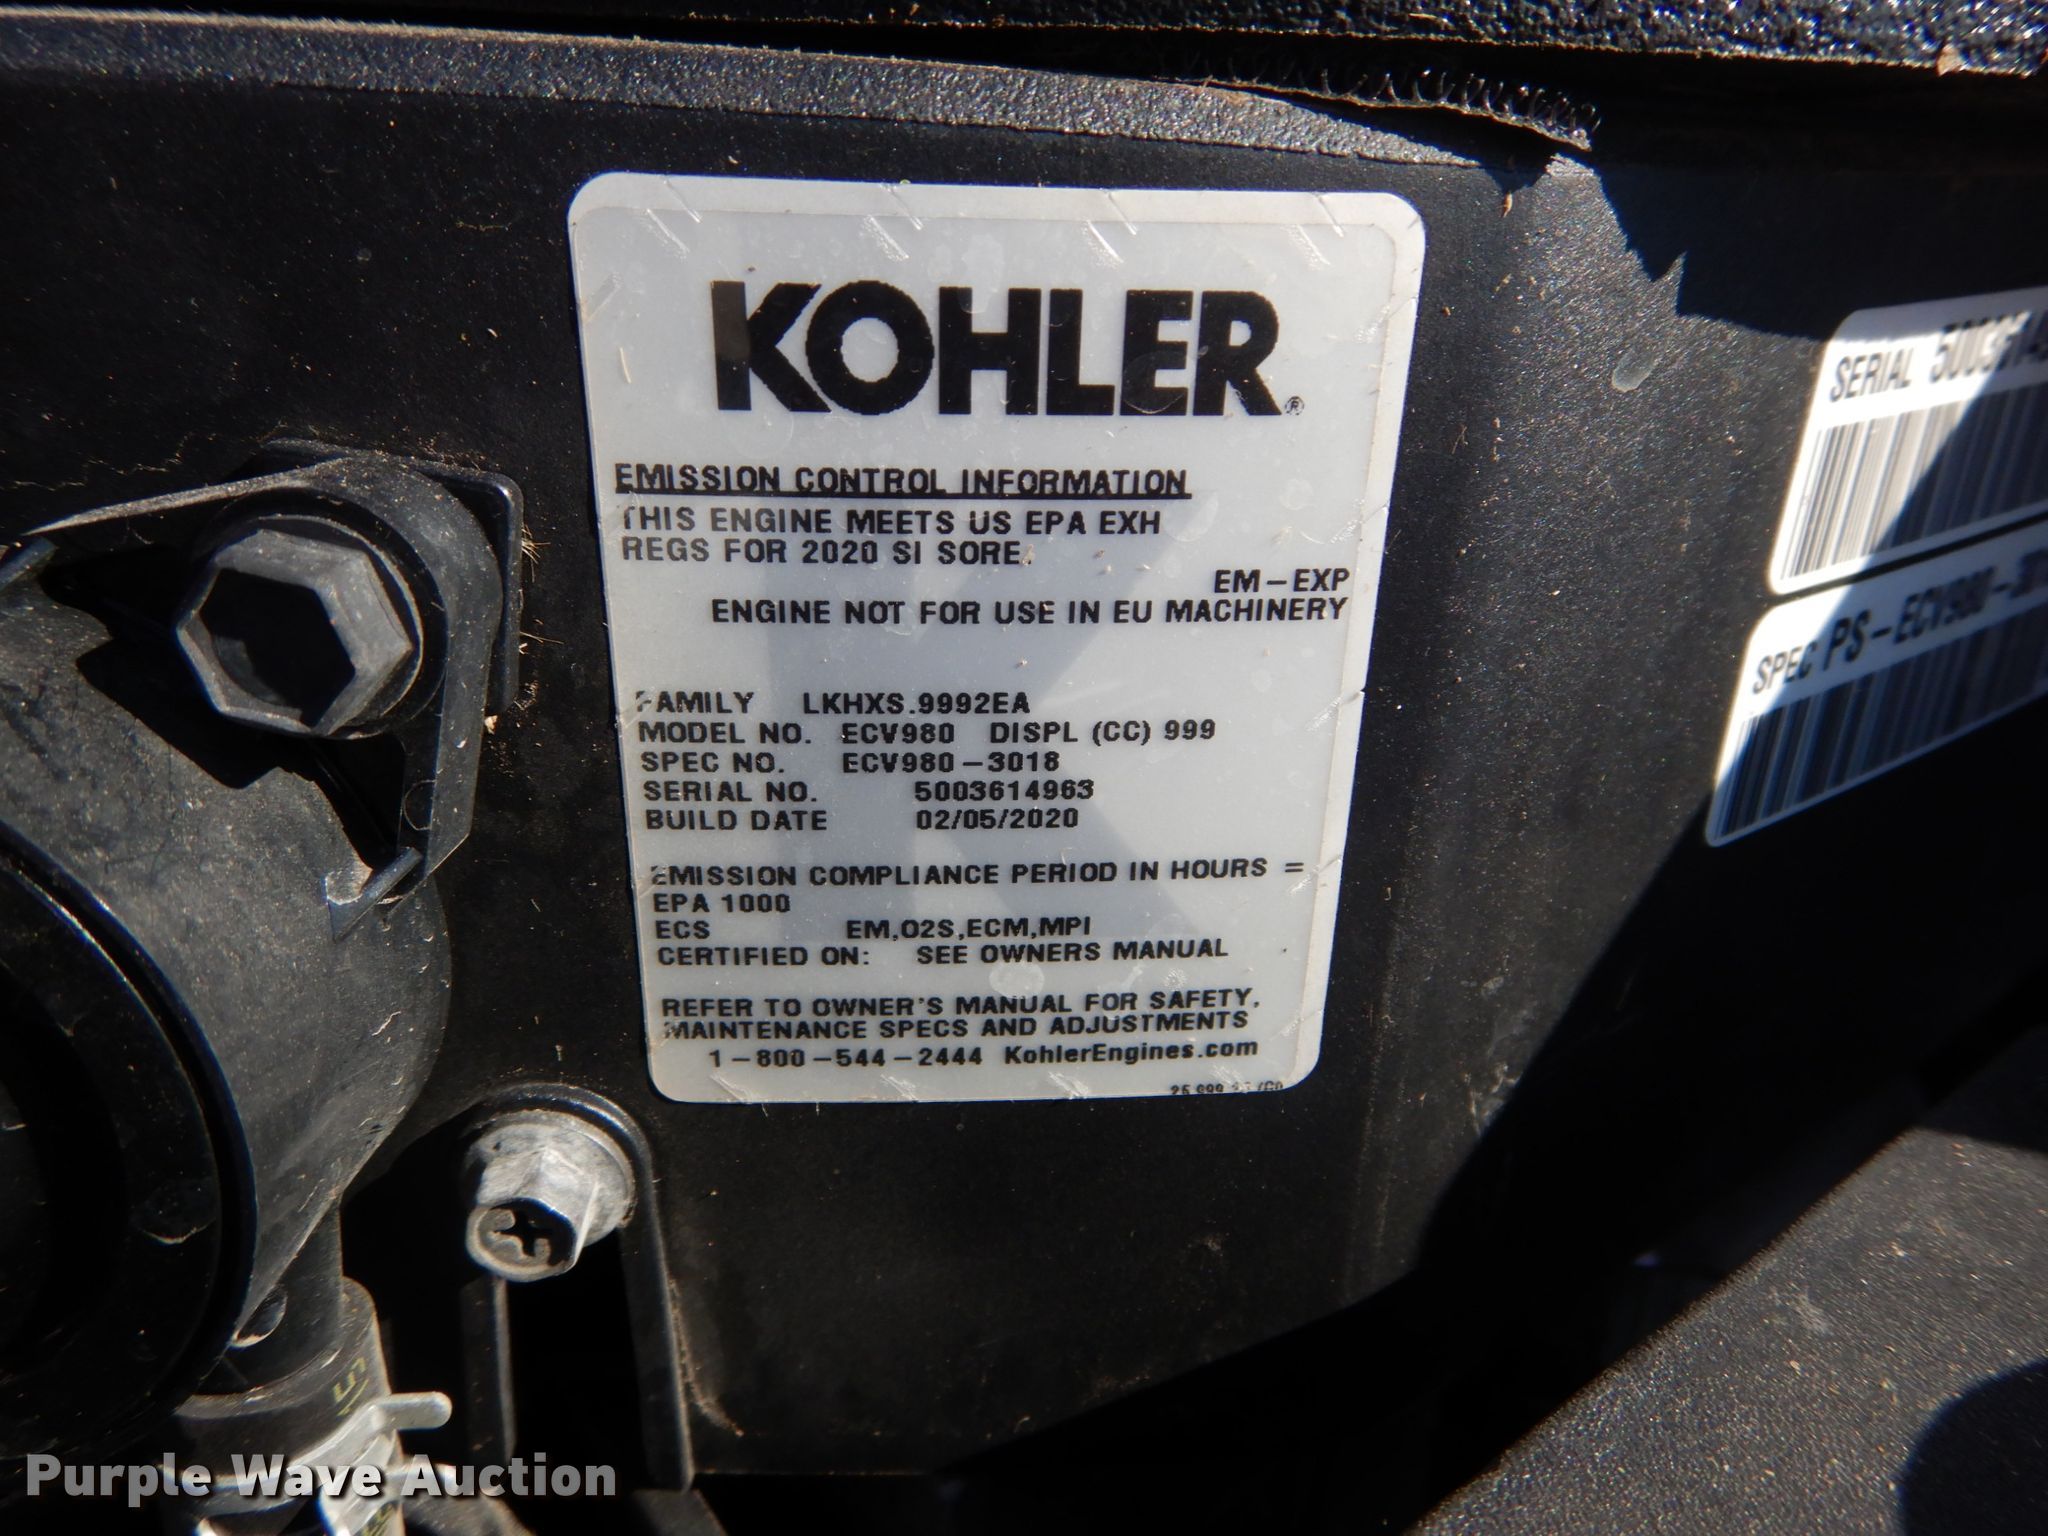 KOHLER®
EMISSION CONTROL INFORMATION
THIS ENGINE MEETS US EPA EXH
REGS FOR 2020 SI SORE.
EM-EXP
ENGINE NOT FOR USE IN EU MACHINERY
FAMILY LKHXS.9992EA
MODEL NO. ECV980 DISPL (CC) 999
SPEC NO. ECV980-3018
SERIAL NO. 5003614963
BUILD DATE 02/05/2020
EMISSION COMPLIANCE PERIOD IN HOURS =
EPA 1000
ECS EM,O2S,ECM,MPI
CERTIFIED ON: SEE OWNERS MANUAL
REFER TO OWNER'S MANUAL FOR SAFETY,
MAINTENANCE SPECS AND ADJUSTMENTS
1-800-544-2444 KohlerEngines.com
SERIAL
SPEC
Purple Wave Auction